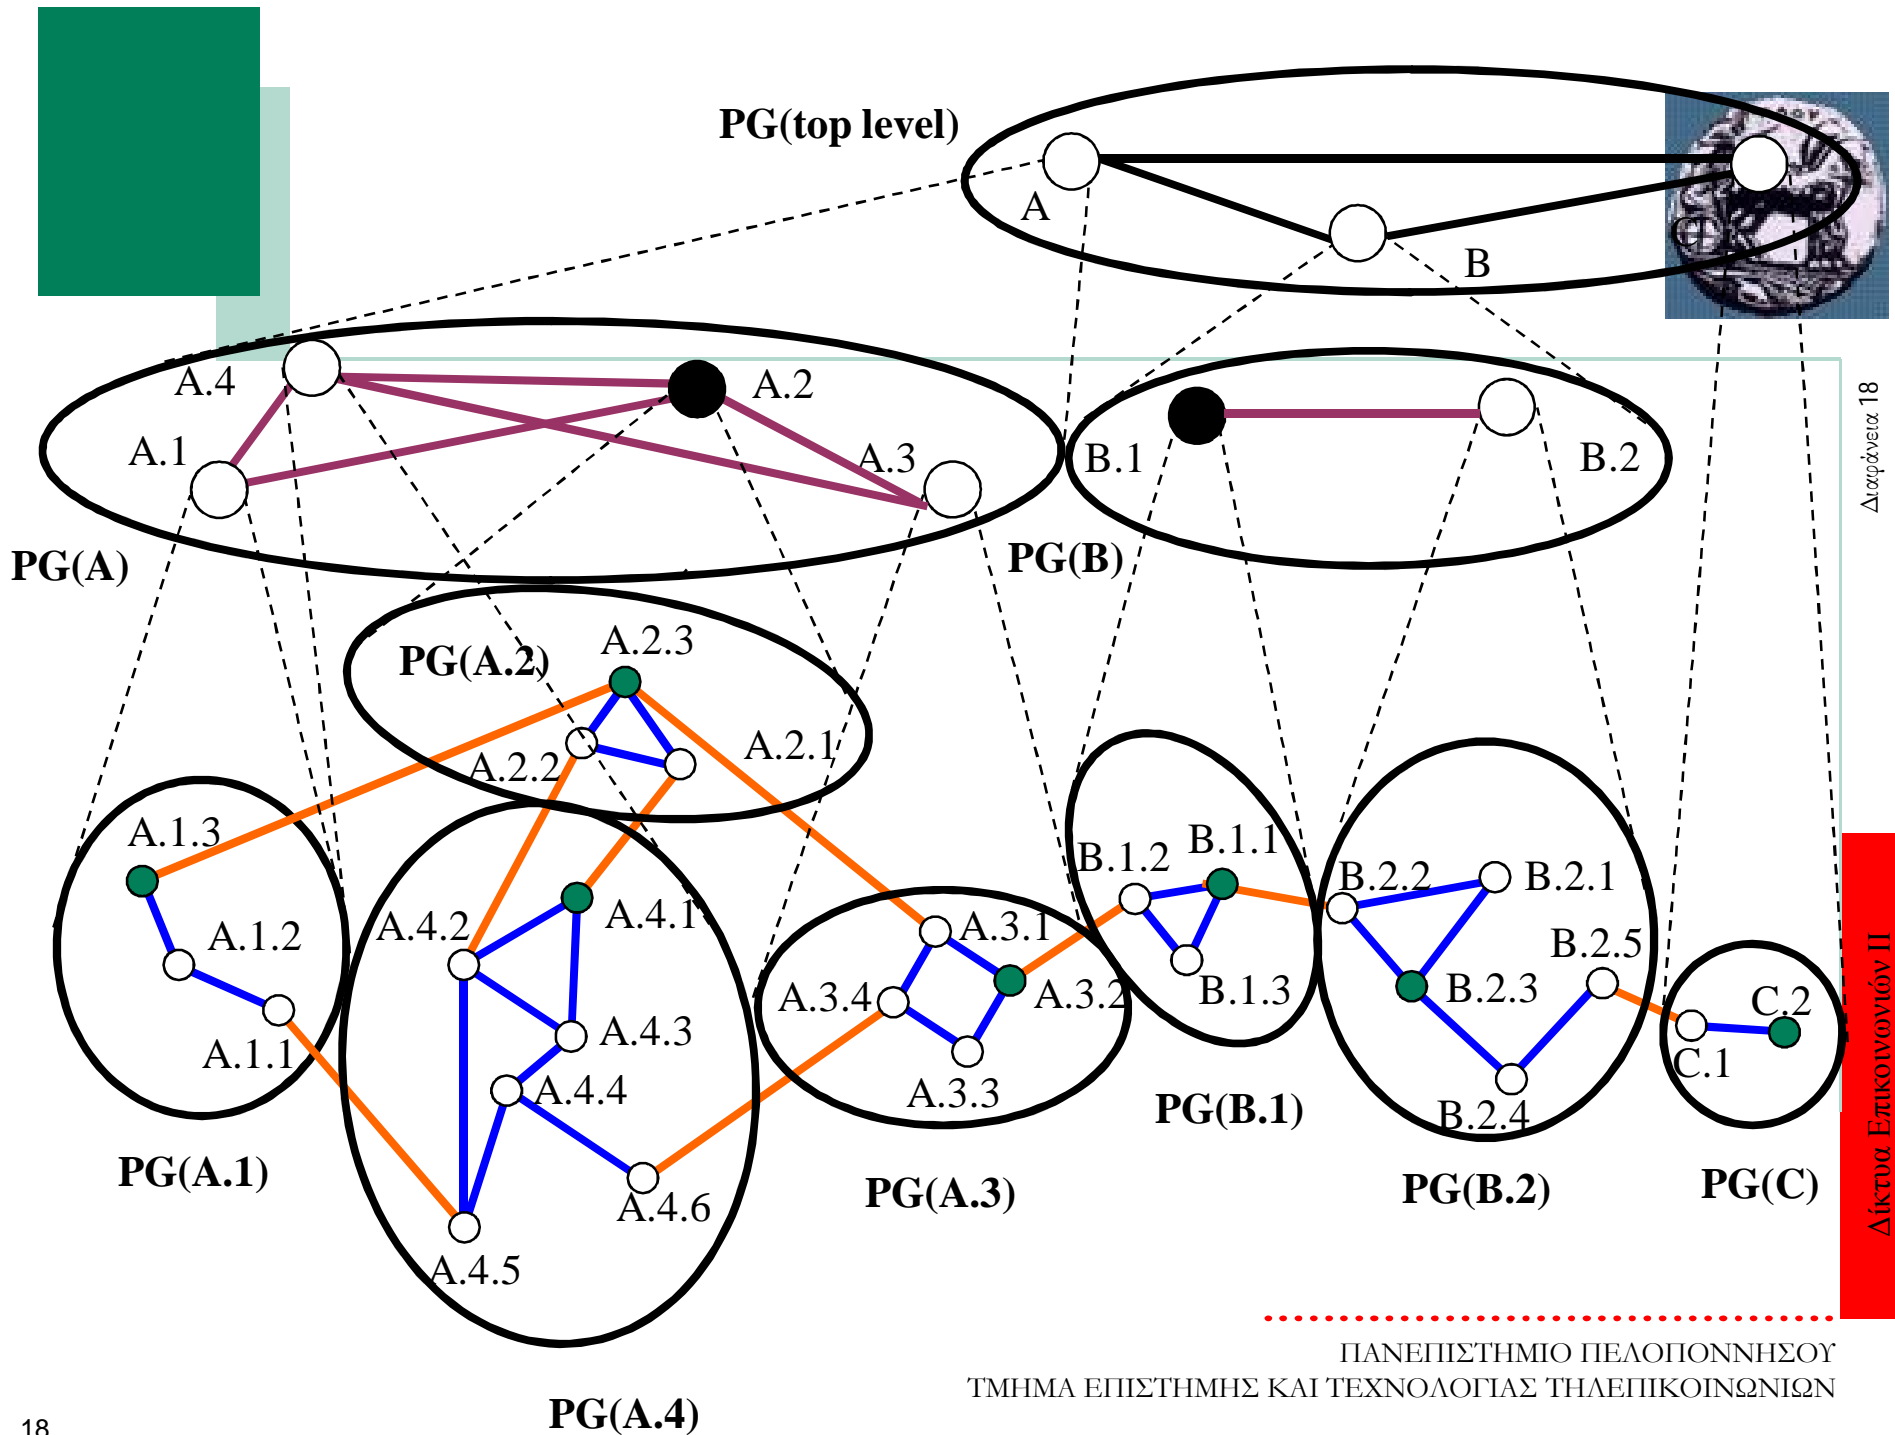 PG(top level)
A
B
A.4
A.2
A.1
A.3
B.1
B.2
PG(A)
PG(B)
Διαφάνεια 18
PG(A.2)
A.2.3
A.2.2
A.2.1
A.1.3
A.1.2
A.1.1
A.4.2
A.4.1
A.4.3
A.4.4
A.4.6
A.4.5
A.3.1
A.3.2
A.3.4
A.3.3
B.1.2
B.1.1
B.1.3
B.2.2
B.2.1
B.2.5
B.2.3
B.2.4
C.2
C.1
PG(A.1)
PG(A.3)
PG(B.1)
PG(B.2)
PG(C)
PG(A.4)
Δίκτυα Επικοινωνιών ΙΙ
ΠΑΝΕΠΙΣΤΗΜΙΟ ΠΕΛΟΠΟΝΝΗΣΟΥ
ΤΜΗΜΑ ΕΠΙΣΤΗΜΗΣ ΚΑΙ ΤΕΧΝΟΛΟΓΙΑΣ ΤΗΛΕΠΙΚΟΙΝΩΝΙΩΝ
18